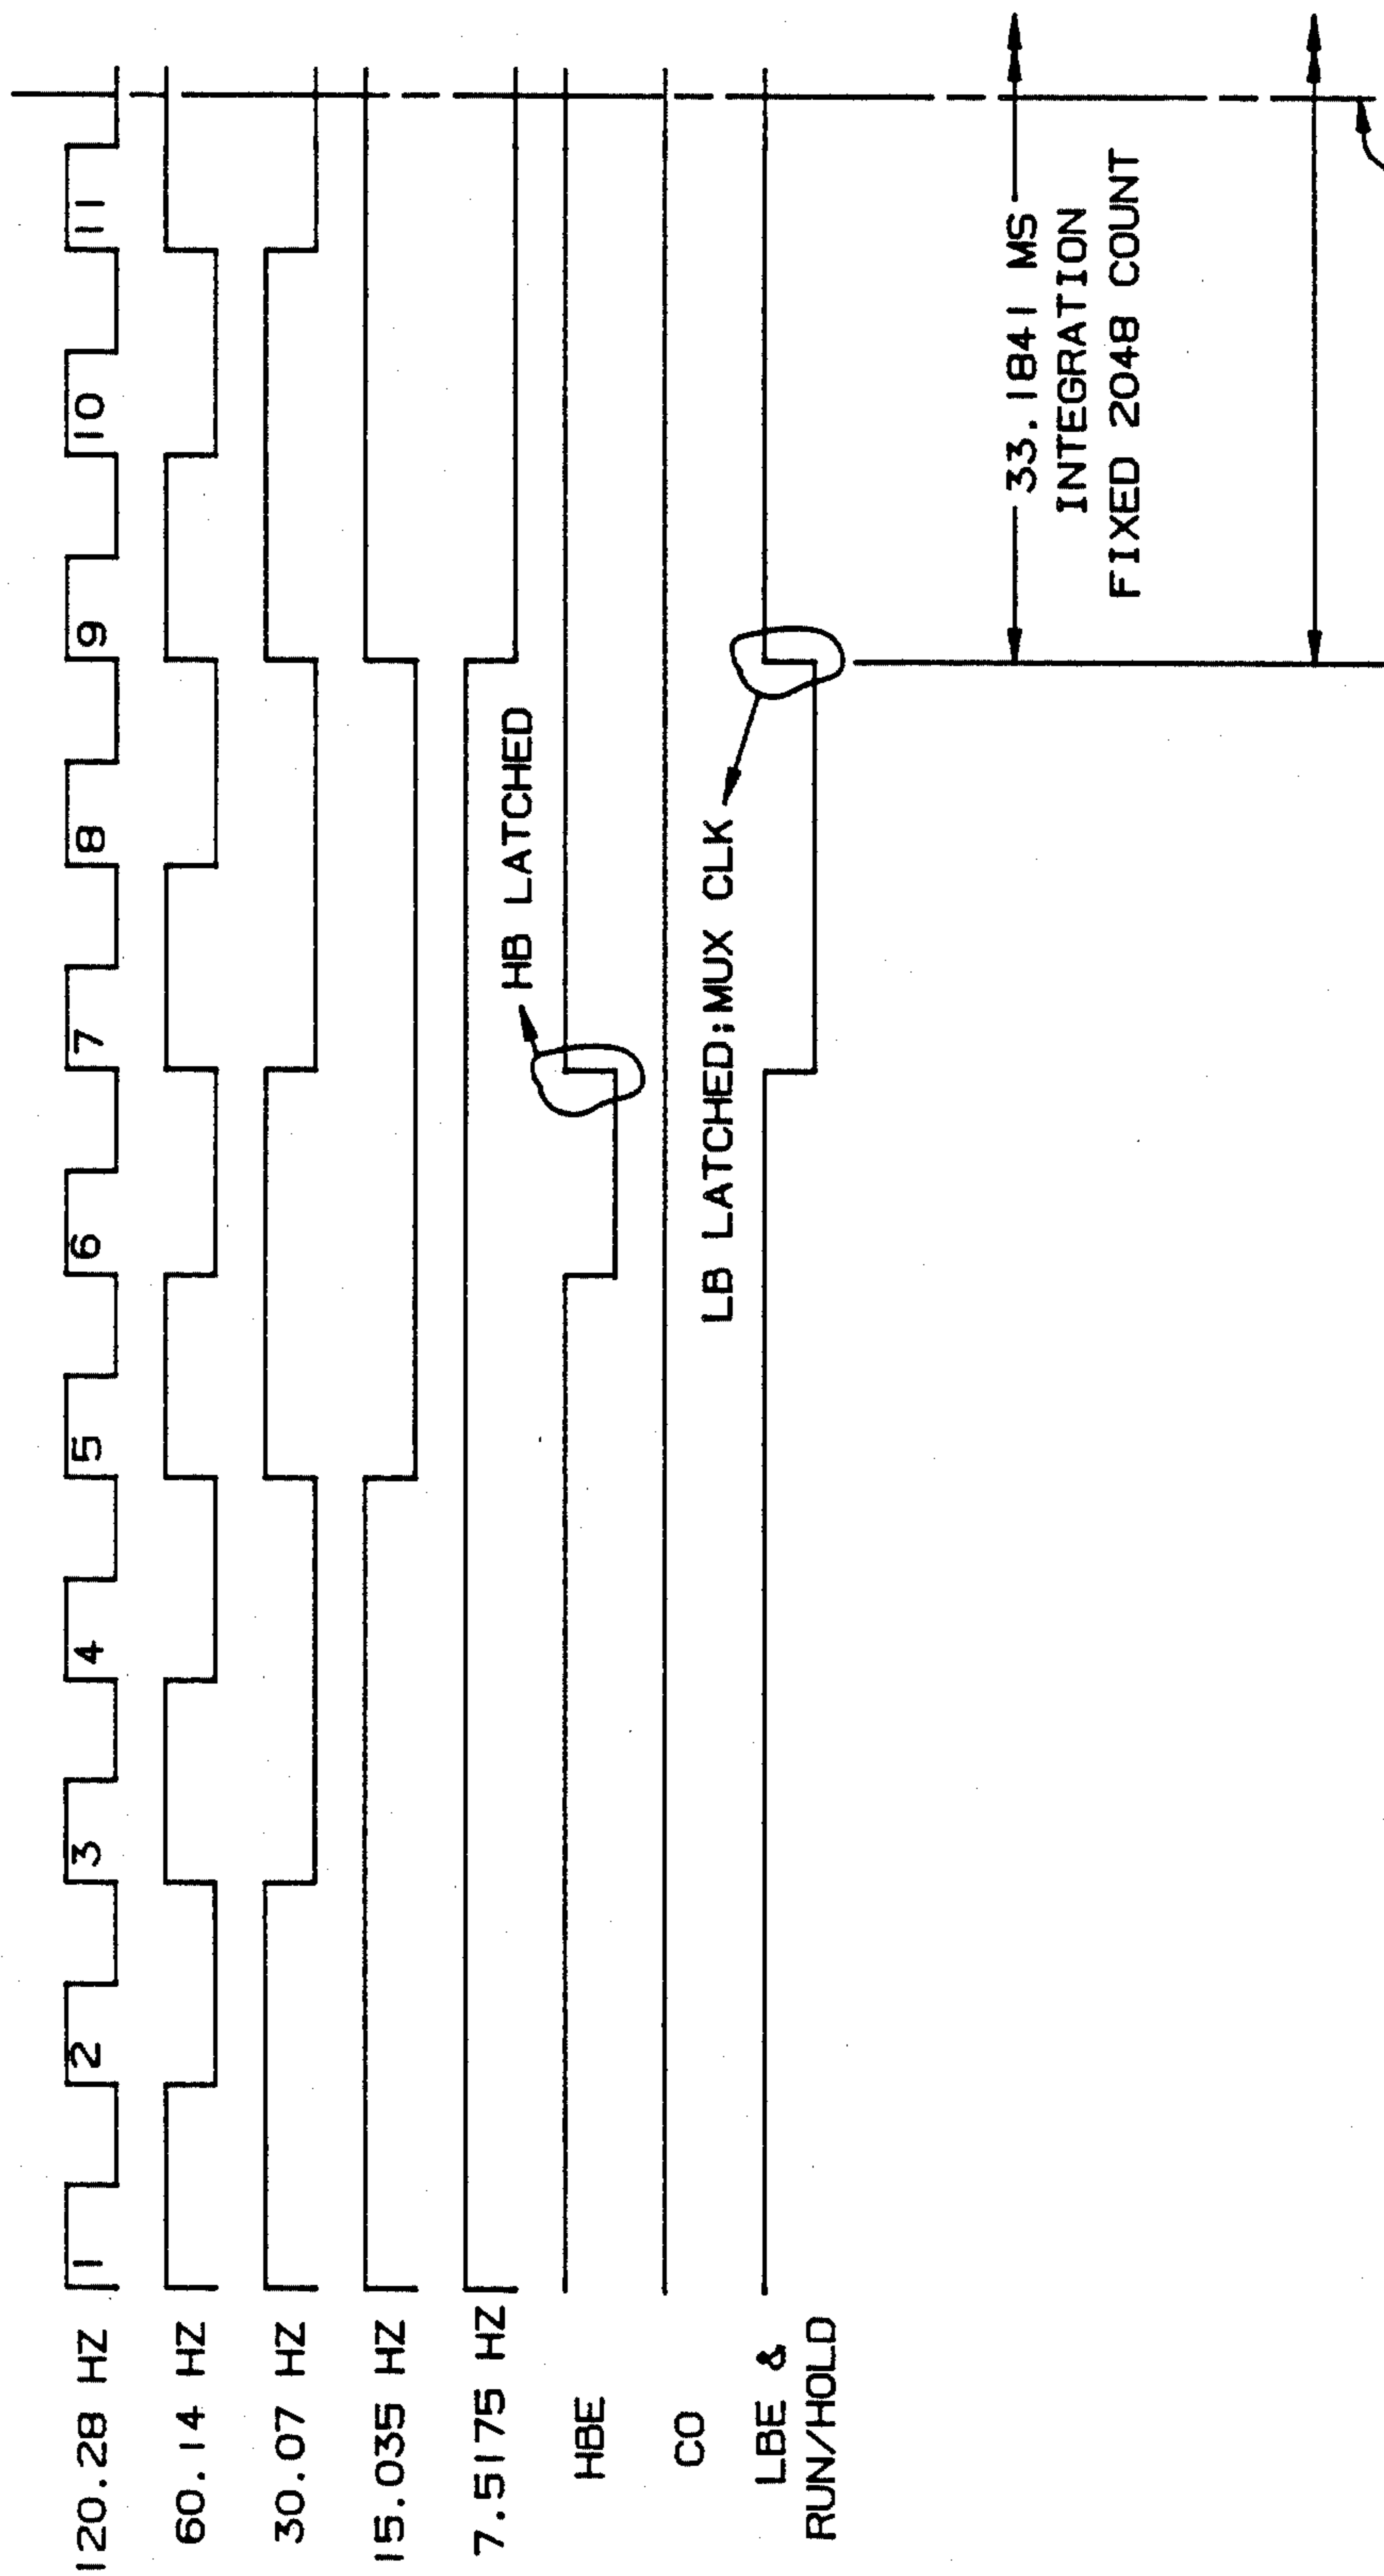 120.28 HZ
1 2 3 4 5 6 7 8 9 10 11
60.14 HZ
30.07 HZ
15.035 HZ
7.5175 HZ
HB LATCHED
HBE
CO
LB LATCHED;MUX CLK
LBE &
RUN/HOLD
33.1841 MS
INTEGRATION
FIXED 2048 COUNT